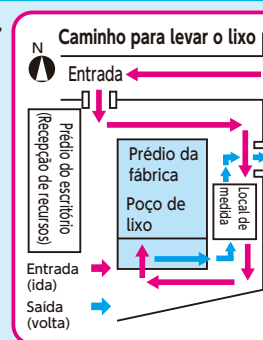 Caminho para levar o lixo
N
Entrada
Prédio do escritório
(Recepção de recursos)
Prédio da
fábrica
Poço de
lixo
Local de
medida
Entrada
(ida)
Saída
(volta)